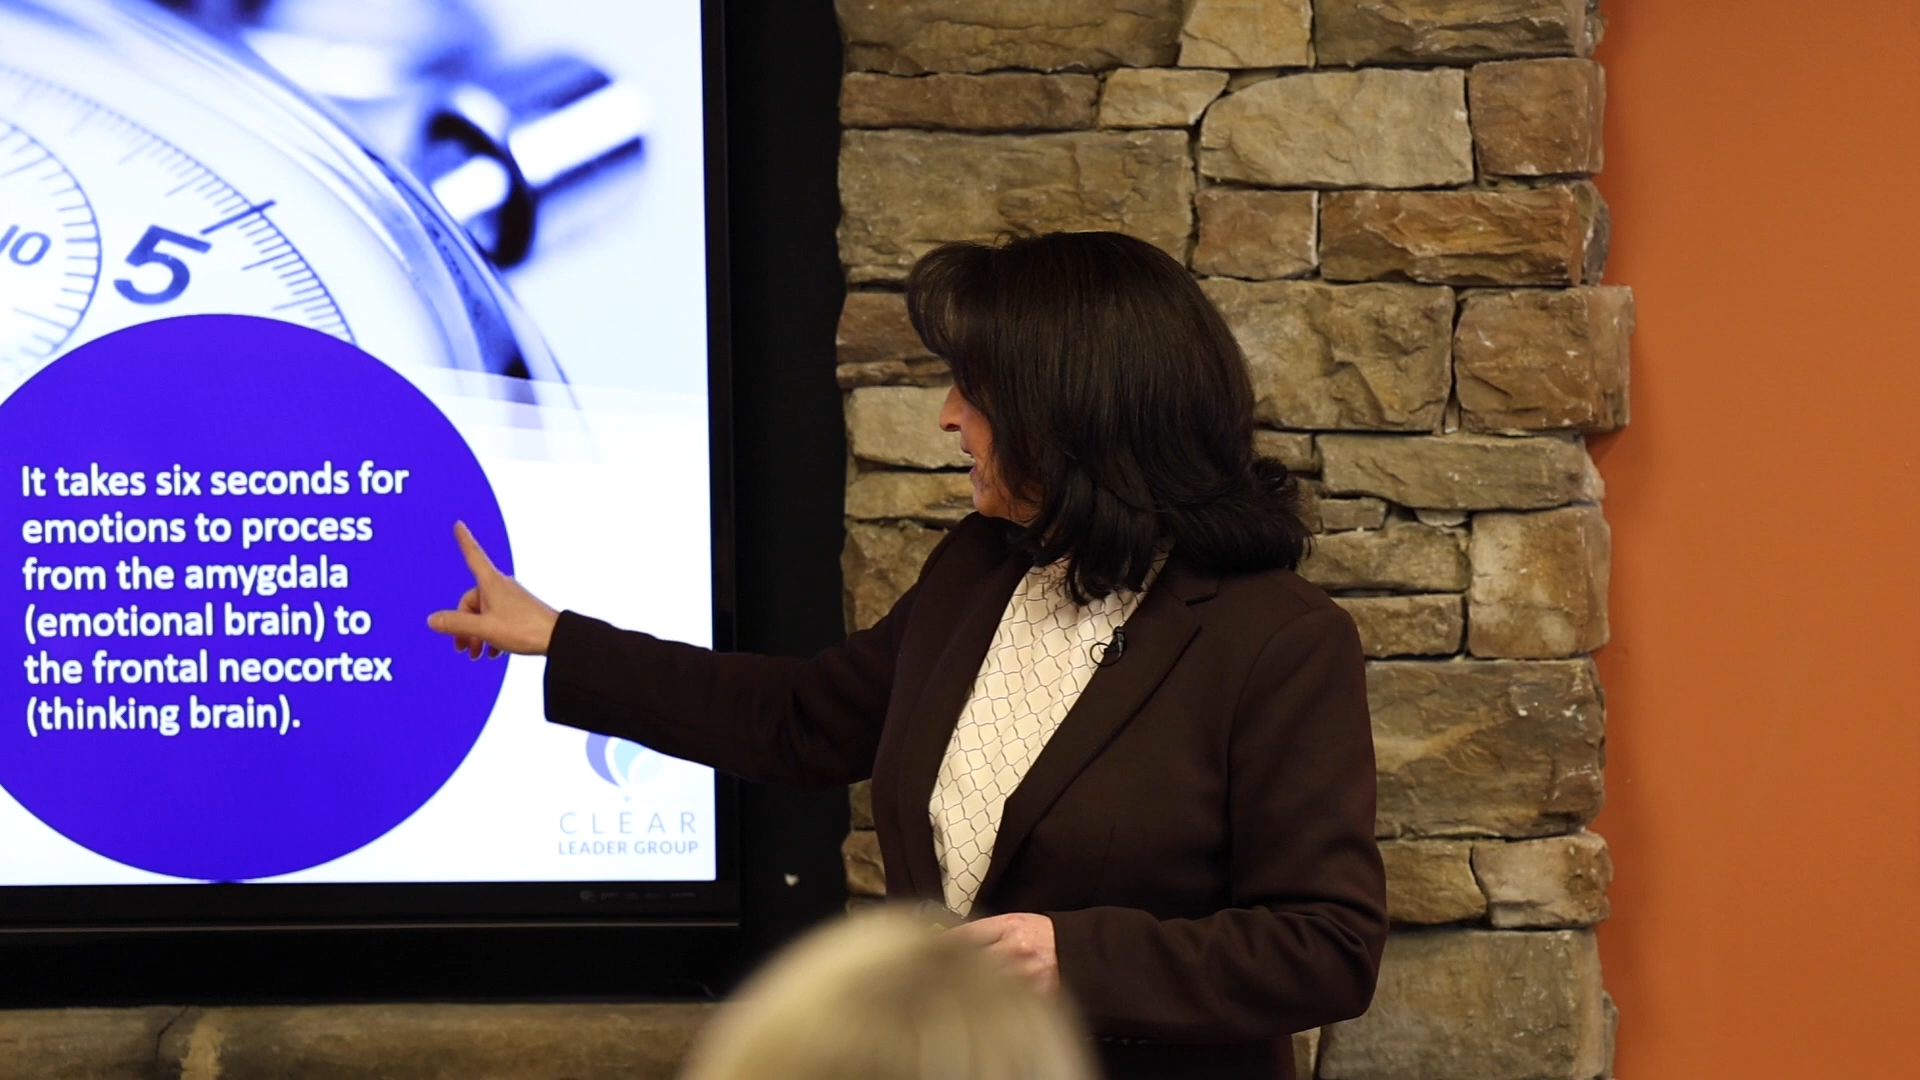 10
5
It takes six seconds for
emotions to process
from the amygdala
(emotional brain) to
the frontal neocortex
(thinking brain).
CLEAR
LEADER GROUP